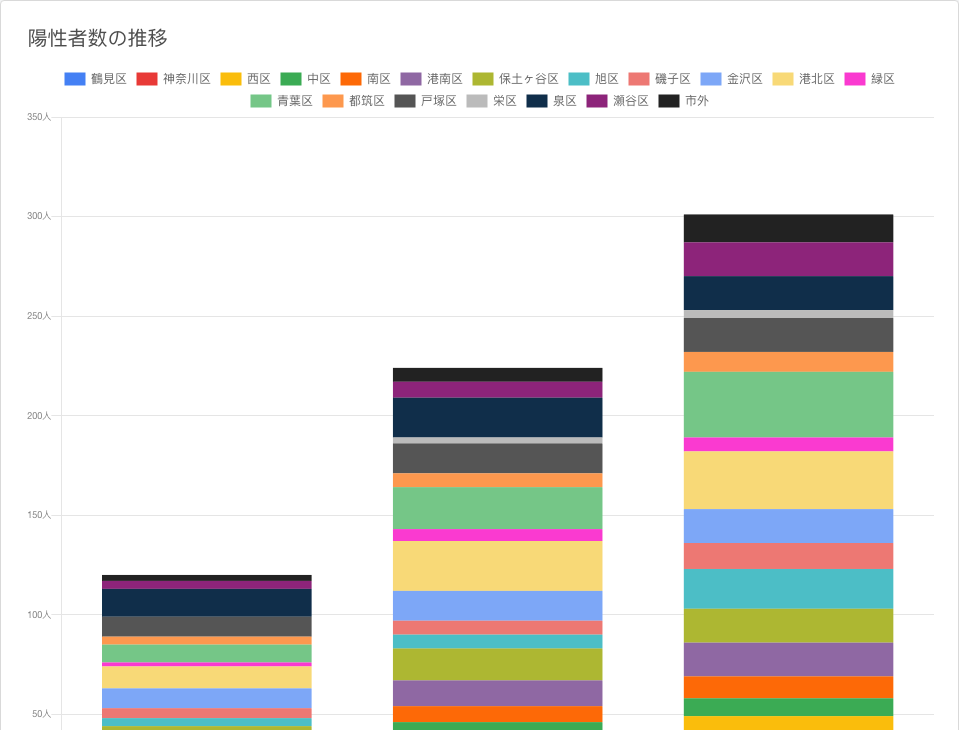 陽性者数の推移
鶴見区 神奈川区 西区 中区 南区 港南区 保土ヶ谷区 旭区 磯子区 金沢区 港北区 緑区
青葉区 都筑区 戸塚区 栄区 泉区 瀬谷区 市外
350人
300人
250人
200人
150人
100人
50人